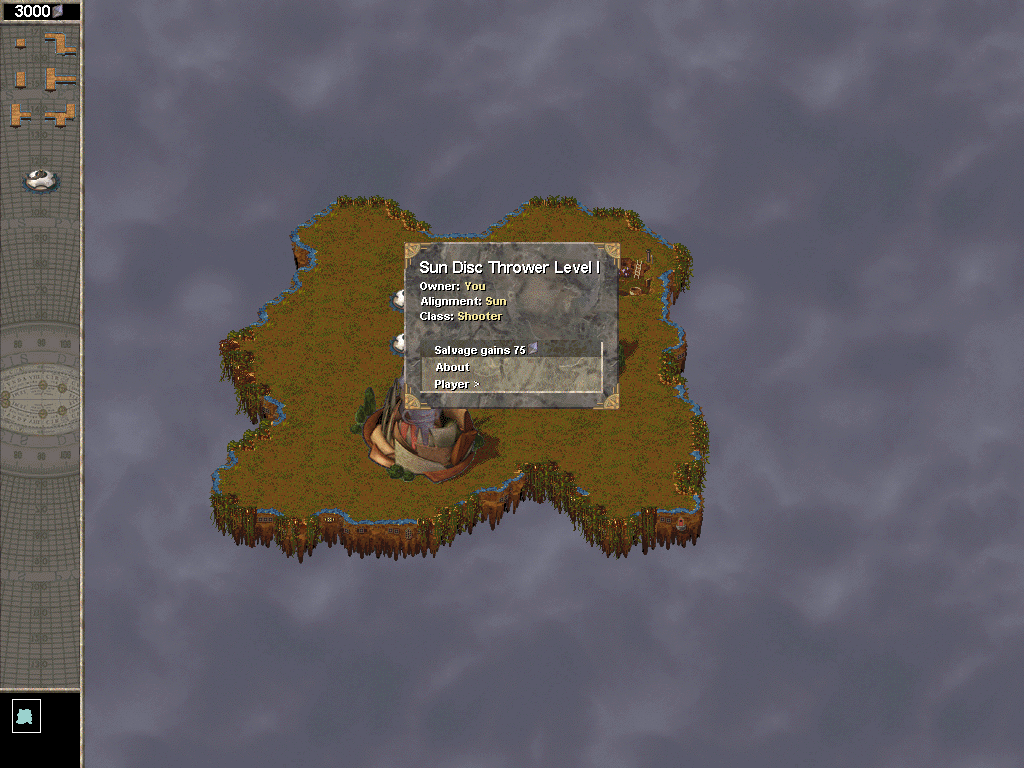 3000
Sun Disc Thrower Level I
Owner: You
Alignment: Sun
Class: Shooter
Salvage gains 75
About
Player >